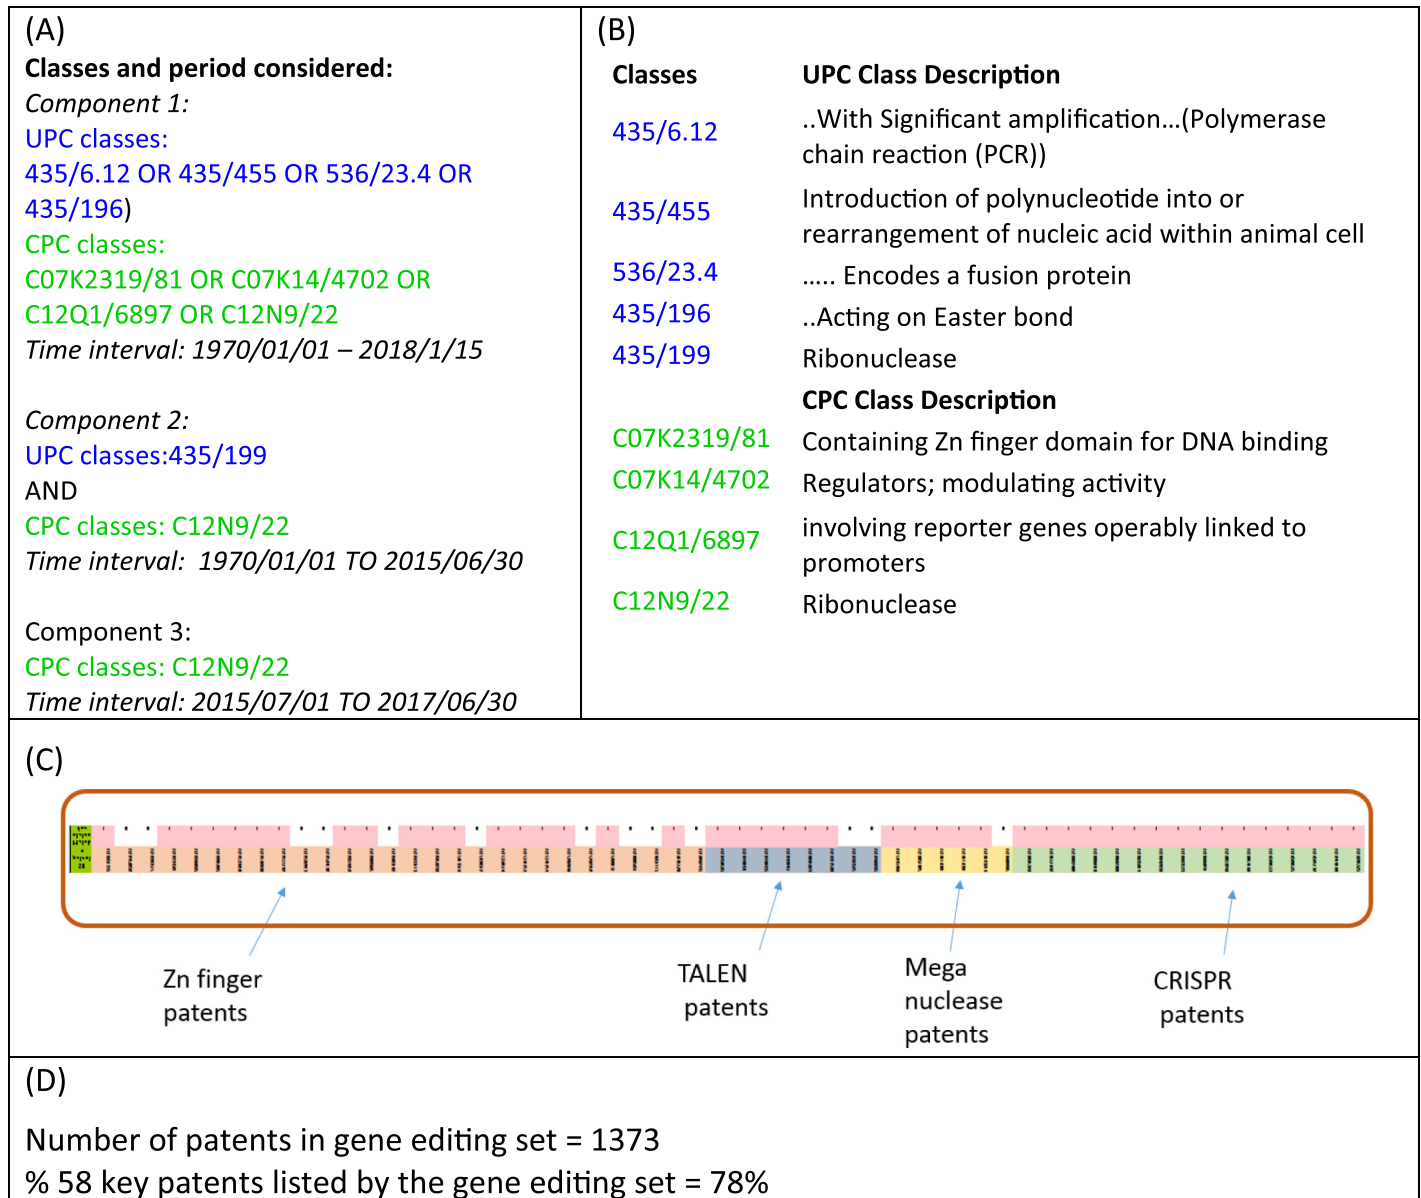 (A)
Classes and period considered:
Component 1:
UPC classes:
435/6.12 OR 435/455 OR 536/23.4 OR
435/196)
CPC classes:
C07K2319/81 OR C07K14/4702 OR
C12Q1/6897 OR C12N9/22
Time interval: 1970/01/01 – 2018/1/15
Component 2:
UPC classes:435/199
AND
CPC classes: C12N9/22
Time interval:  1970/01/01 TO 2015/06/30
Component 3:
CPC classes: C12N9/22
Time interval: 2015/07/01 TO 2017/06/30
(B)
Classes UPC Class Description
435/6.12 ..With Significant amplification...(Polymerase
chain reaction (PCR))
435/455 Introduction of polynucleotide into or
rearrangement of nucleic acid within animal cell
536/23.4 ..... Encodes a fusion protein
435/196 ..Acting on Easter bond
435/199 Ribonuclease
CPC Class Description
C07K2319/81 Containing Zn finger domain for DNA binding
C07K14/4702 Regulators; modulating activity
C12Q1/6897 involving reporter genes operably linked to
promoters
C12N9/22 Ribonuclease
(C)
Zn finger
patents
TALEN
patents
Mega
nuclease
patents
CRISPR
patents
(D)
Number of patents in gene editing set = 1373
% 58 key patents listed by the gene editing set = 78%